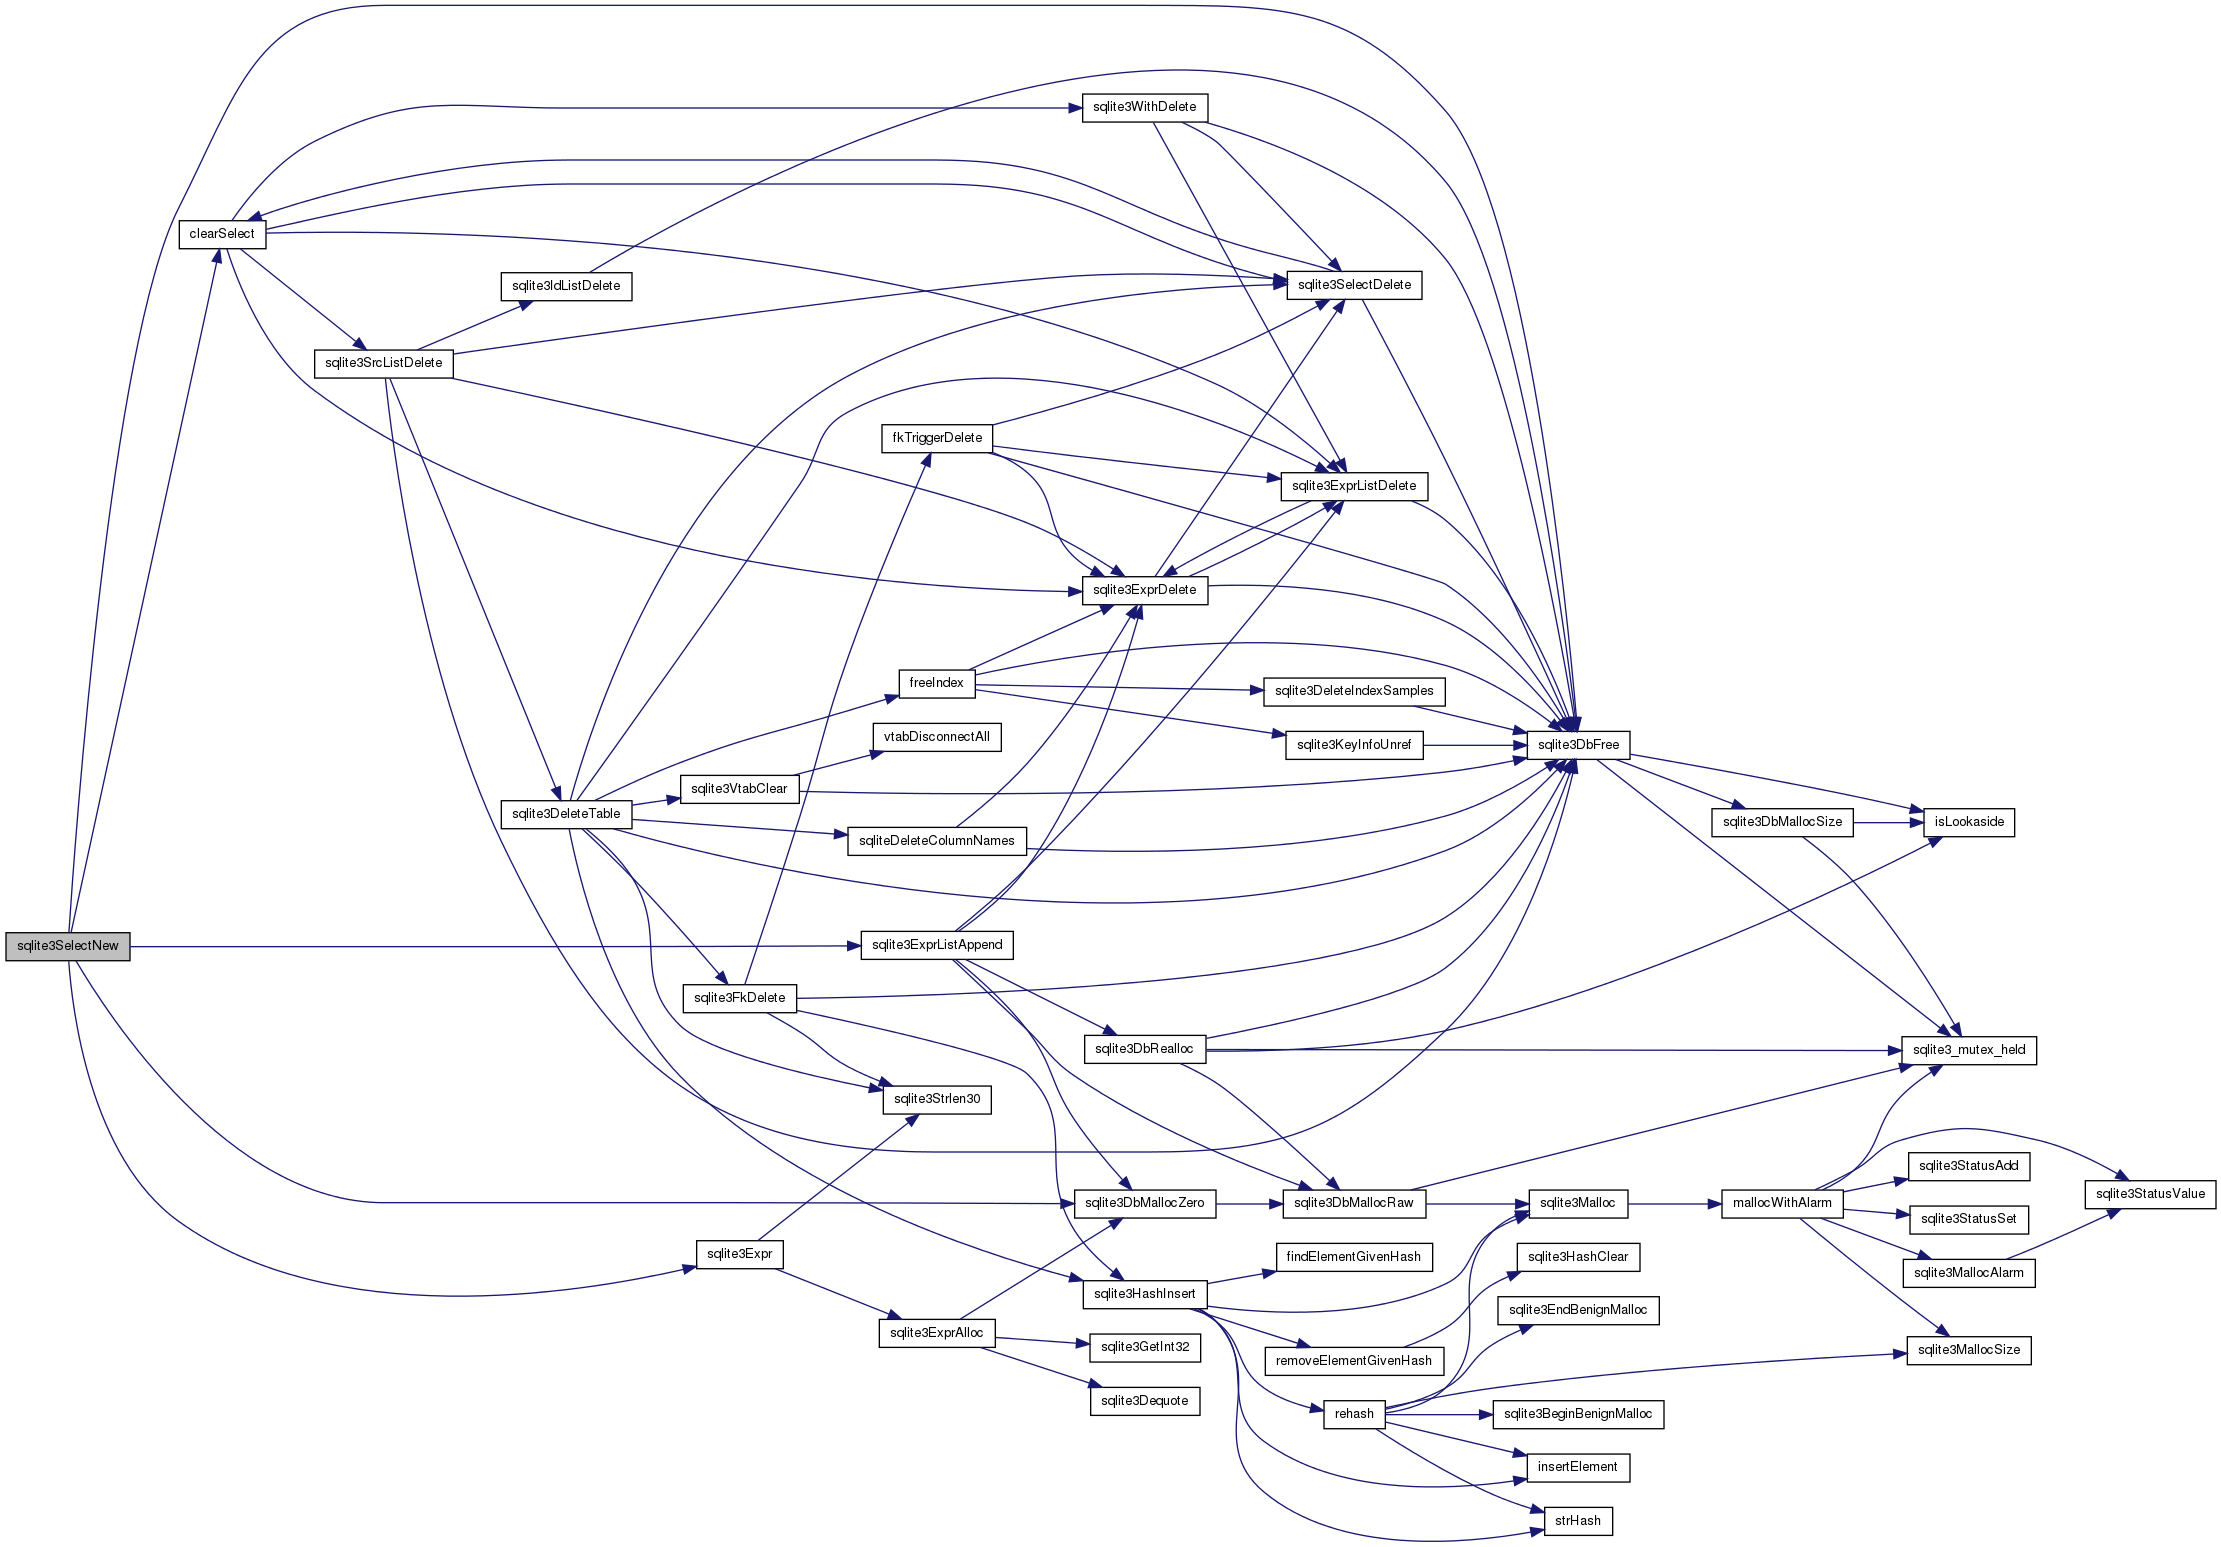 sqlite3WithDelete
clearSelect
sqlite3IdListDelete
sqlite3SelectDelete
sqlite3SrcListDelete
fkTriggerDelete
sqlite3ExprListDelete
sqlite3ExprDelete
freeIndex
sqlite3DeleteIndexSamples
vtabDisconnectAll
sqlite3KeyInfoUnref
sqlite3DbFree
sqlite3VtabClear
sqlite3DeleteTable
sqlite3DbMallocSize
isLookaside
sqliteDeleteColumnNames
sqlite3SelectNew
sqlite3ExprListAppend
sqlite3FkDelete
sqlite3DbRealloc
sqlite3_mutex_held
sqlite3Strlen30
sqlite3StatusAdd
sqlite3StatusValue
sqlite3DbMallocZero
sqlite3DbMallocRaw
sqlite3Malloc
mallocWithAlarm
sqlite3StatusSet
sqlite3Expr
findElementGivenHash
sqlite3HashClear
sqlite3MallocAlarm
sqlite3HashInsert
sqlite3EndBenignMalloc
sqlite3ExprAlloc
sqlite3GetInt32
removeElementGivenHash
sqlite3MallocSize
sqlite3Dequote
rehash
sqlite3BeginBenignMalloc
insertElement
strHash